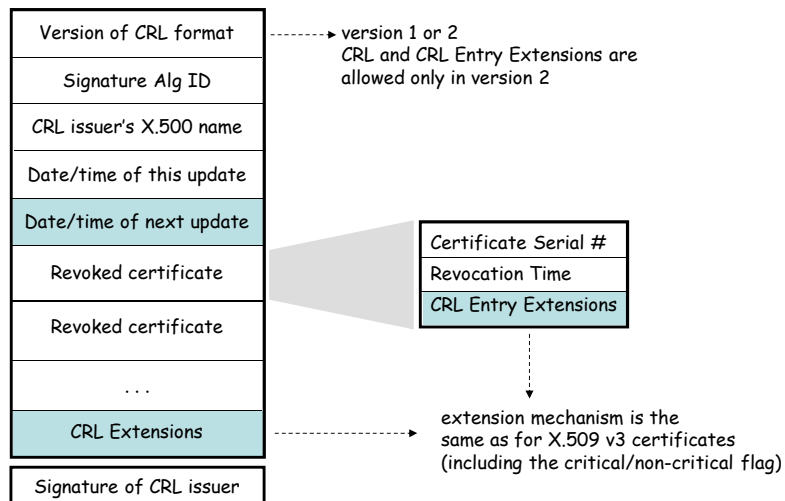 Version of CRL format
version 1 or 2
CRL and CRL Entry Extensions are
allowed only in version 2
Signature Alg ID
CRL issuer's X.500 name
Date/time of this update
Date/time of next update
Revoked certificate
Certificate Serial #
Revocation Time
CRL Entry Extensions
Revoked certificate
. . .
CRL Extensions
extension mechanism is the
same as for X.509 v3 certificates
(including the critical/non-critical flag)
Signature of CRL issuer